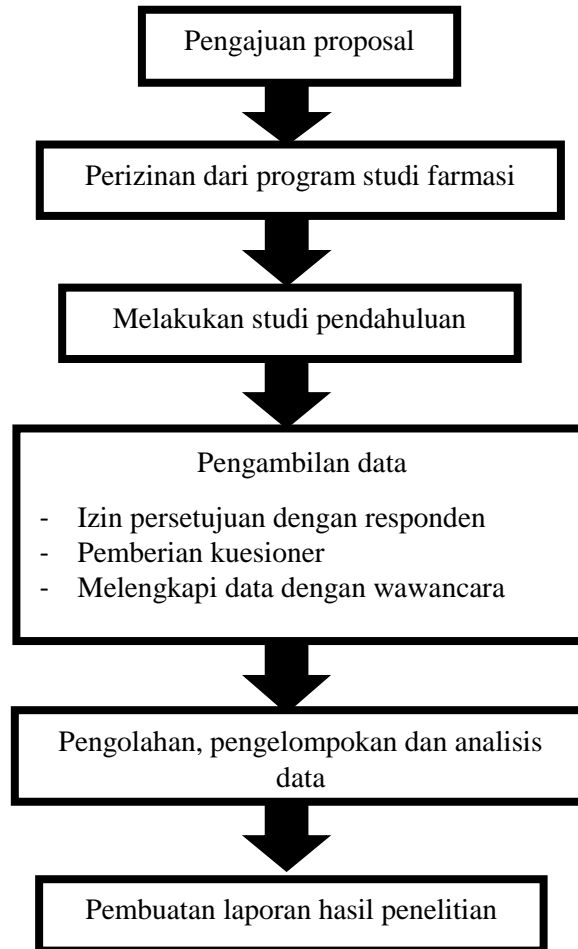 Pengajuan proposal
Perizinan dari program studi farmasi
Melakukan studi pendahuluan
Pengambilan data
- Izin persetujuan dengan responden
- Pemberian kuesioner
- Melengkapi data dengan wawancara
Pengolahan, pengelompokan dan analisis
data
Pembuatan laporan hasil penelitian